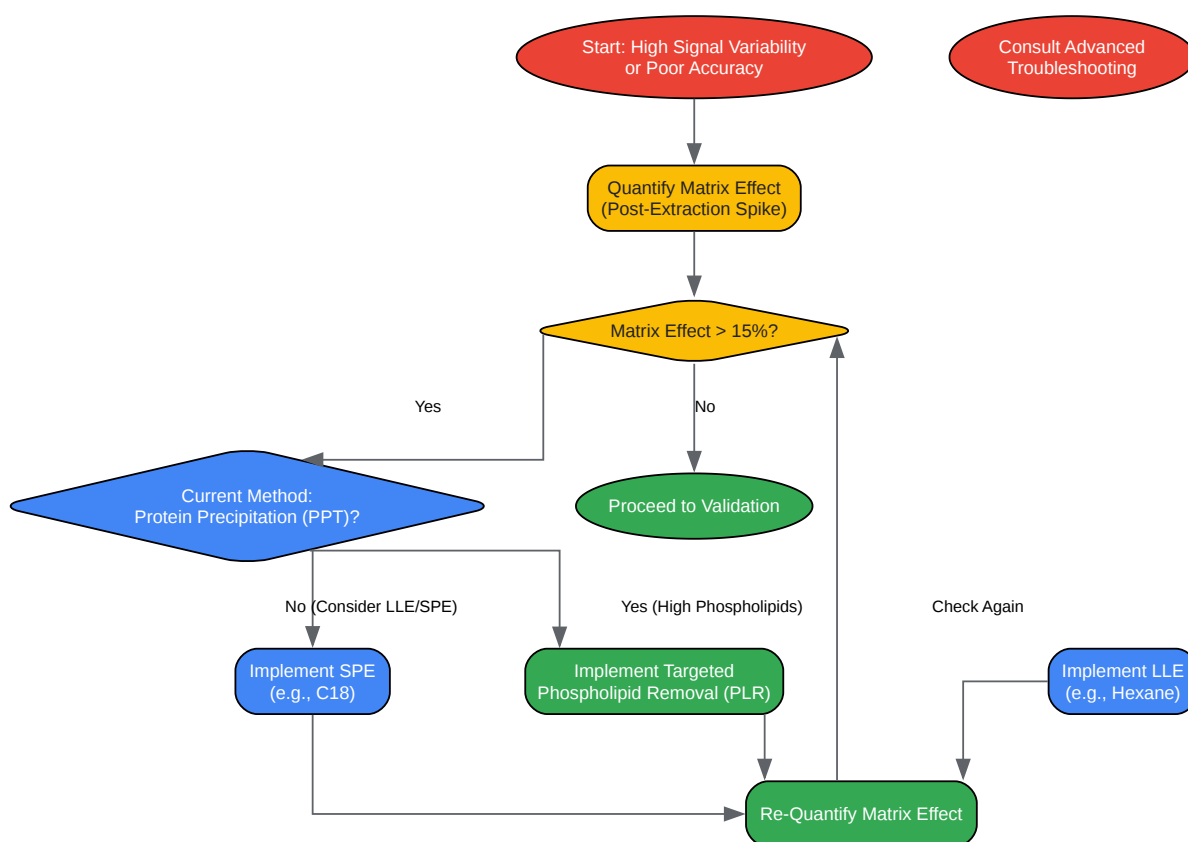 Start: High Signal Variability
or Poor Accuracy
Consult Advanced
Troubleshooting
Quantify Matrix Effect
(Post-Extraction Spike)
Matrix Effect > 15%?
Yes
No
Current Method:
Protein Precipitation (PPT)?
Proceed to Validation
No (Consider LLE/SPE)
Yes (High Phospholipids)
Check Again
Implement SPE
(e.g., C18)
Implement Targeted
Phospholipid Removal (PLR)
Implement LLE
(e.g., Hexane)
Re-Quantify Matrix Effect